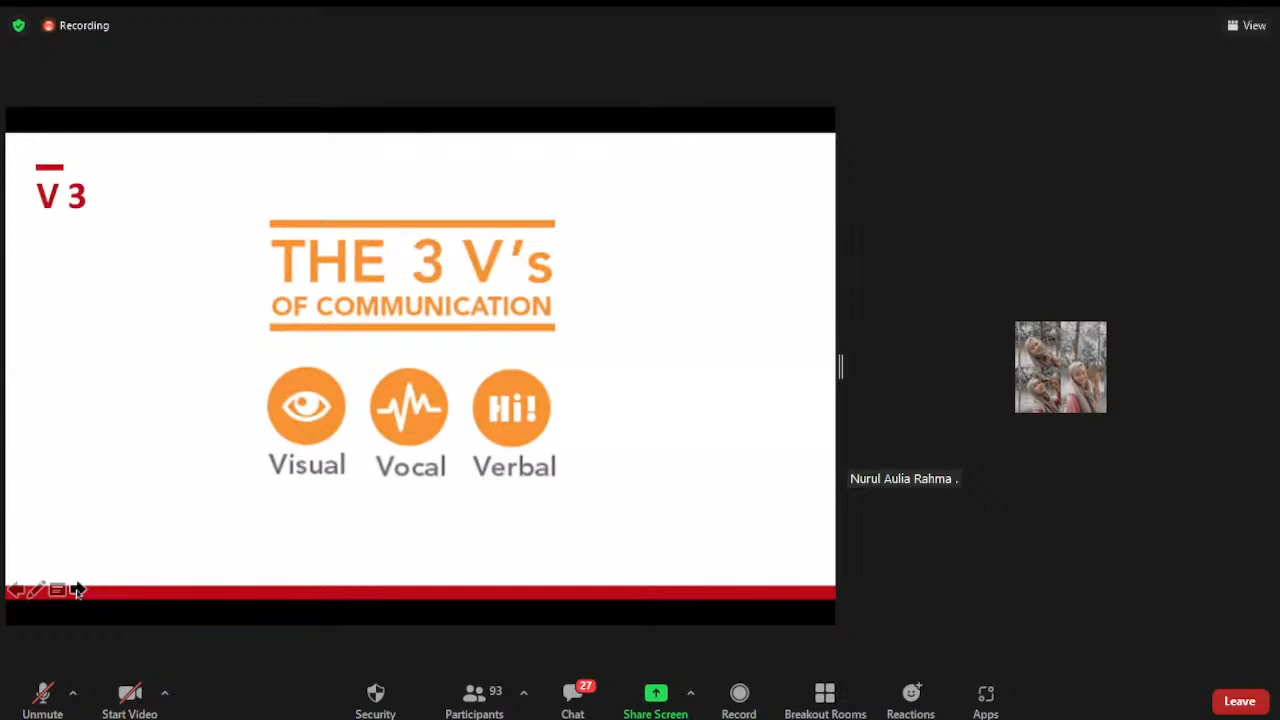 Recording
View
V 3
THE 3 V's
OF COMMUNICATION
Hi!
Visual Vocal Verbal
Nurul Aulia Rahma .
93
27
Unmute Start Video Security Participants Chat Share Screen Record Breakout Rooms Reactions Apps Leave